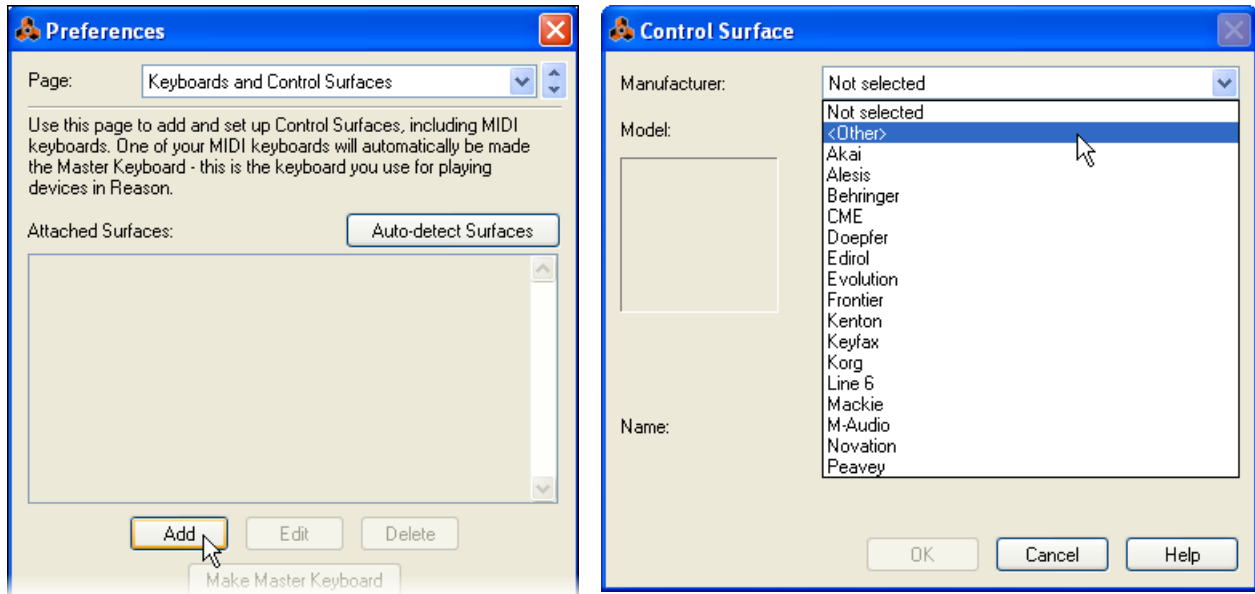 Preferences
Page:
Keyboards and Control Surfaces
Use this page to add and set up Control Surfaces, including MIDI
keyboards. One of your MIDI keyboards will automatically be made
the Master Keyboard - this is the keyboard you use for playing
devices in Reason.
Attached Surfaces:
Auto-detect Surfaces
Add
Edit
Delete
Make Master Keyboard
Control Surface
Manufacturer:
Not selected
Not selected
<Other>
Akai
Alesis
Behringer
CME
Doepfer
Edirol
Evolution
Frontier
Kenton
Keyfax
Korg
Line 6
Mackie
M-Audio
Novation
Peavey
Model:
Name:
OK
Cancel
Help